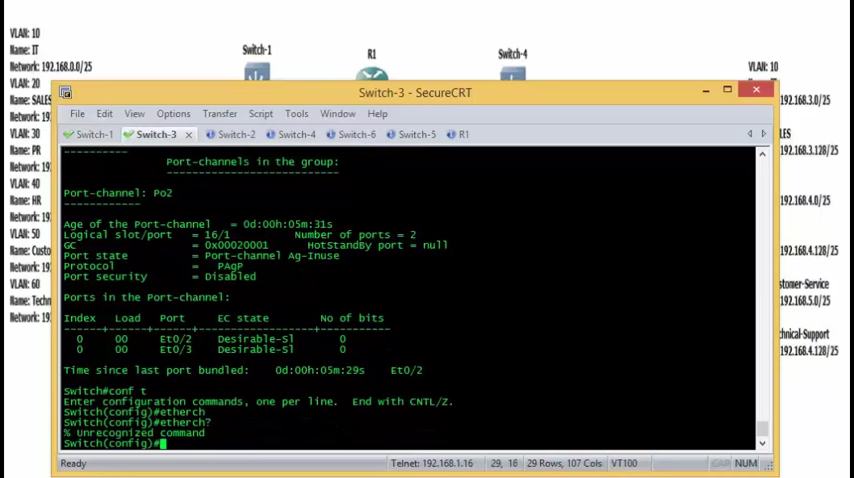 VLAN: 10
Name: IT
Network: 192.168.0.0/25
VLAN: 20
Name: SALES
Network: 19
VLAN: 30
Name: PR
Network: 19
VLAN: 40
Name: HR
Network: 19
VLAN: 50
Name: Custo
Network: 19
VLAN: 60
Name: Techn
Network: 19
Switch-1
R1
Switch-4
VLAN: 10
192.168.3.0/25
LES
192.168.3.128/25
192.168.4.0/25
192.168.4.128/25
stomer-Service
192.168.5.0/25
hnical-Support
192.168.4.128/25
Switch-3 - SecureCRT
File Edit View Options Transfer Script Tools Window Help
Switch-1 Switch-3 Switch-2 Switch-4 Switch-6 Switch-5 R1
----------
Port-channels in the group:
---------------------------
Port-channel: Po2
------------
Age of the Port-channel = 0d:00h:05m:31s
Logical slot/port = 16/1 Number of ports = 2
GC = 0x00020001 HotStandBy port = null
Port state = Port-channel Ag-Inuse
Protocol = PAgP
Port security = Disabled
Ports in the Port-channel:
Index Load Port EC state No of bits
------+------+------+------------------+-----------
0 00 Et0/2 Desirable-Sl 0
0 00 Et0/3 Desirable-Sl 0
Time since last port bundled: 0d:00h:05m:29s Et0/2
Switch#conf t
Enter configuration commands, one per line. End with CNTL/Z.
Switch(config)#etherch
Switch(config)#etherch?
% Unrecognized command
Switch(config)#
Ready Telnet: 192.168.1.16 29, 16 29 Rows, 107 Cols VT100 CAP NUM